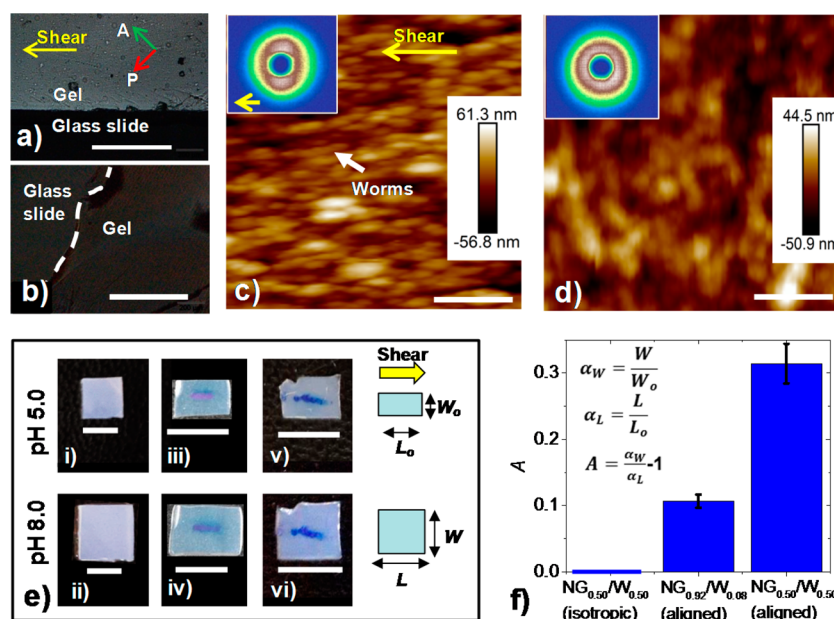 A
Shear
P
Gel
Glass slide
a)
Glass
slide
Gel
b)
Shear
61.3 nm
Worms
-56.8 nm
c)
44.5 nm
-50.9 nm
d)
pH 5.0
i)
iii)
v)
Shear
Wo
Lo
pH 8.0
ii)
iv)
vi)
W
L
e)
A
0.3
0.2
0.1
0.0
αW = W/Wo
αL = L/Lo
A = αW/αL-1
NG0.50/W0.50
(isotropic)
NG0.92/W0.08
(aligned)
NG0.50/W0.50
(aligned)
f)